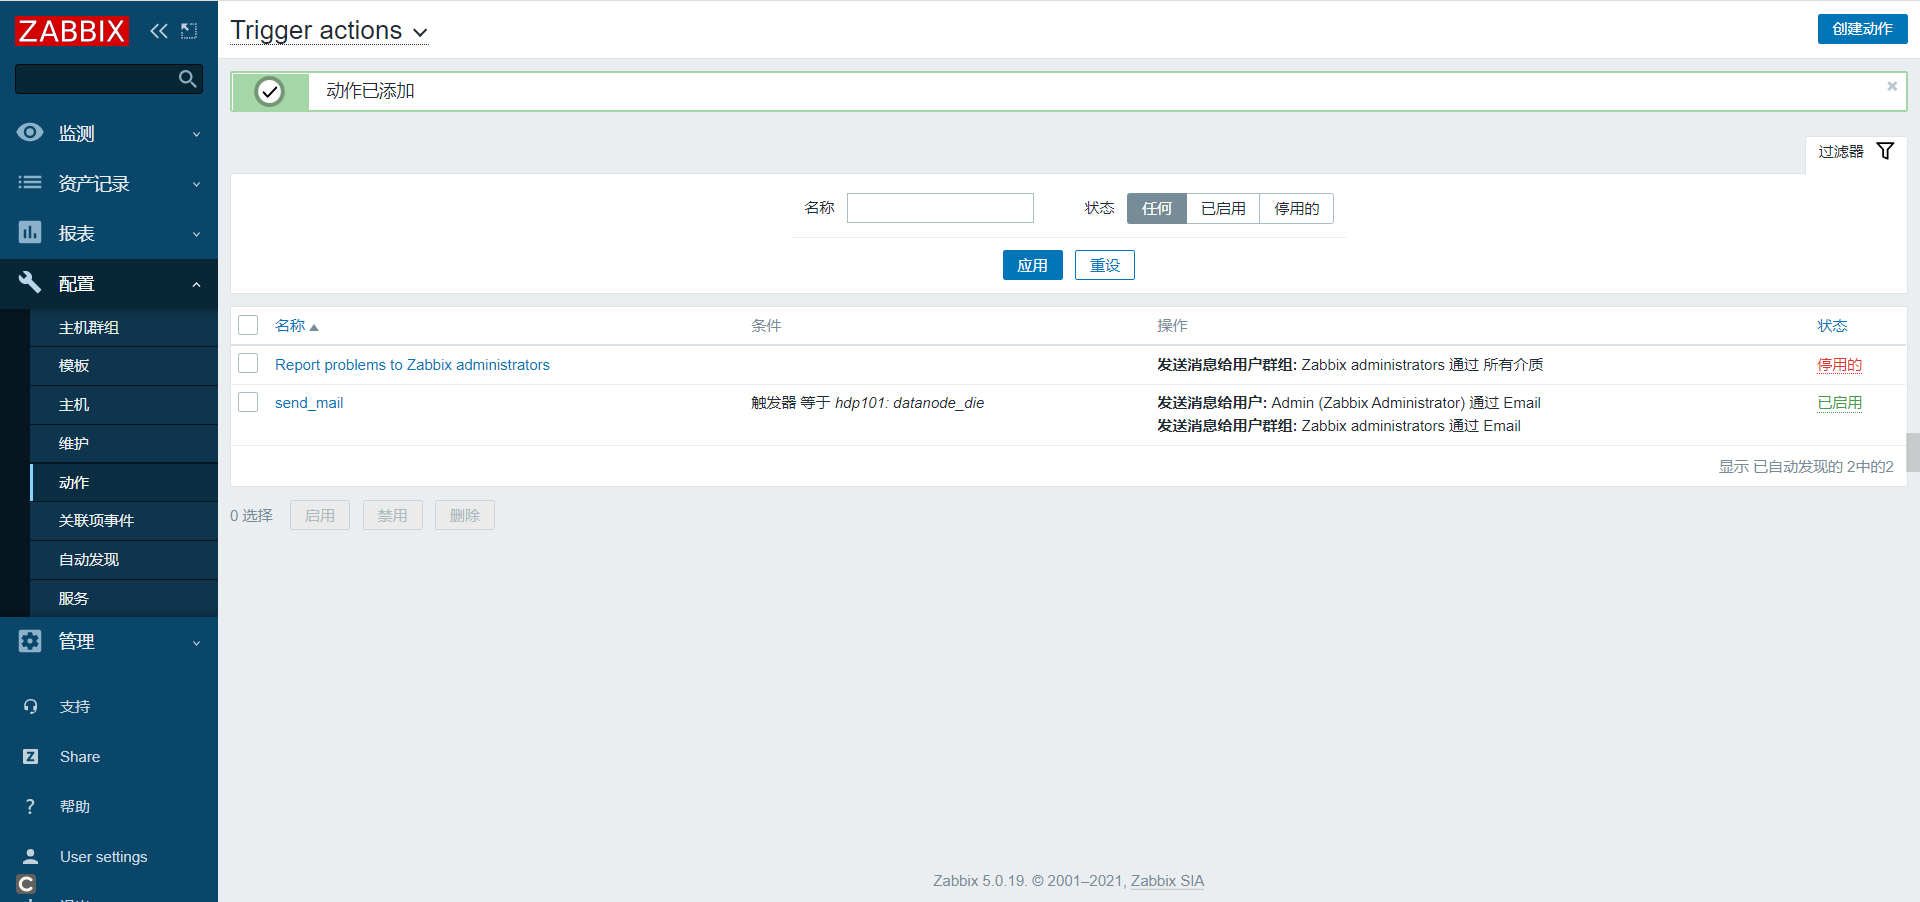 ZABBIX
监测
资产记录
报表
配置
主机群组
模板
主机
维护
动作
关联项事件
自动发现
服务
管理
支持
Z Share
? 帮助
User settings
C
Trigger actions
创建动作
动作已添加
过滤器
名称
状态 任何 已启用 停用的
应用 重设
名称 条件 操作 状态
Report problems to Zabbix administrators 发送消息给用户群组: Zabbix administrators 通过 所有介质 停用的
send_mail 触发器 等于 hdp101: datanode_die 发送消息给用户: Admin (Zabbix Administrator) 通过 Email 已启用
发送消息给用户群组: Zabbix administrators 通过 Email
显示 已自动发现的 2中的2
0 选择 启用 禁用 删除
Zabbix 5.0.19. © 2001–2021, Zabbix SIA